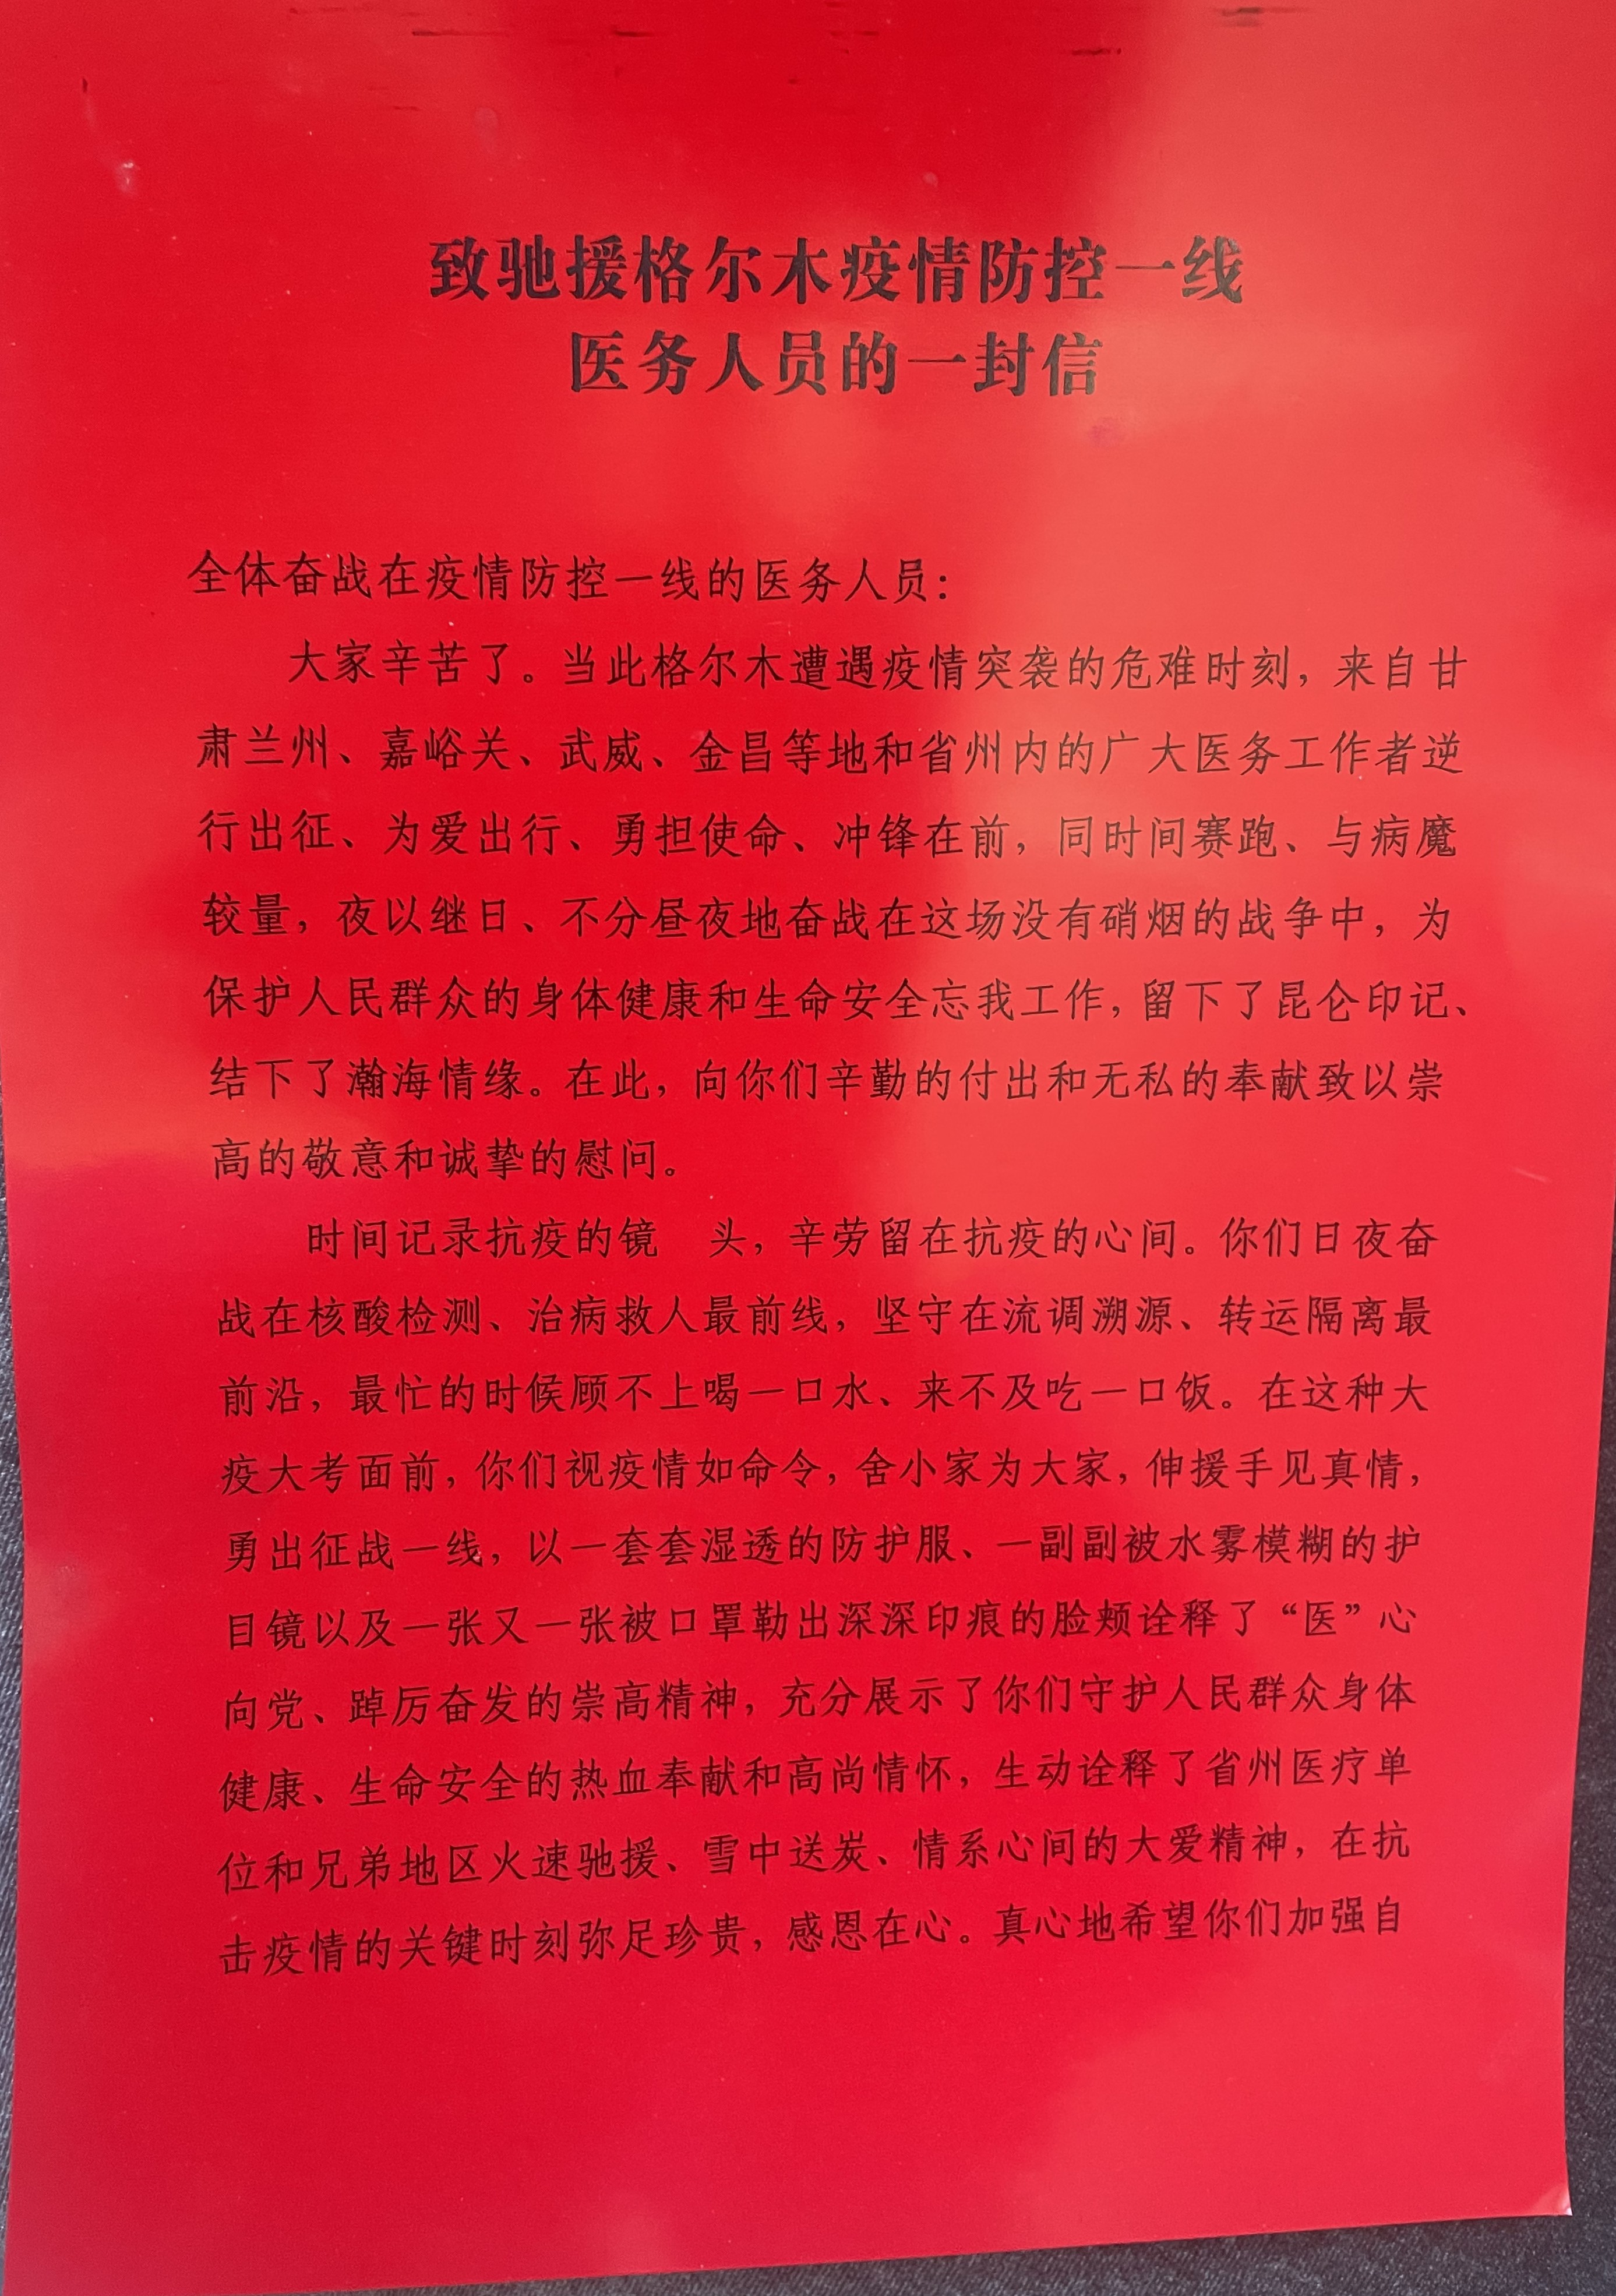 致驰援格尔木疫情防控一线
医务人员的一封信
全体奋战在疫情防控一线的医务人员：
大家辛苦了。当此格尔木遭遇疫情突袭的危难时刻，来自甘
肃兰州、嘉峪关、武威、金昌等地和省州内的广大医务工作者逆
行出征、为爱出行、勇担使命、冲锋在前，同时间赛跑、与病魔
较量，夜以继日、不分昼夜地奋战在这场没有硝烟的战争中，为
保护人民群众的身体健康和生命安全忘我工作，留下了昆仑印记、
结下了瀚海情缘。在此，向你们辛勤的付出和无私的奉献致以崇
高的敬意和诚挚的慰问。
时间记录抗疫的镜　头，辛劳留在抗疫的心间。你们日夜奋
战在核酸检测、治病救人最前线，坚守在流调溯源、转运隔离最
前沿，最忙的时候顾不上喝一口水、来不及吃一口饭。在这种大
疫大考面前，你们视疫情如命令，舍小家为大家，伸援手见真情，
勇出征战一线，以一套套湿透的防护服、一副副被水雾模糊的护
目镜以及一张又一张被口罩勒出深深印痕的脸颊诠释了“医”心
向党、踔厉奋发的崇高精神，充分展示了你们守护人民群众身体
健康、生命安全的热血奉献和高尚情怀，生动诠释了省州医疗单
位和兄弟地区火速驰援、雪中送炭、情系心间的大爱精神，在抗
击疫情的关键时刻弥足珍贵，感恩在心。真心地希望你们加强自